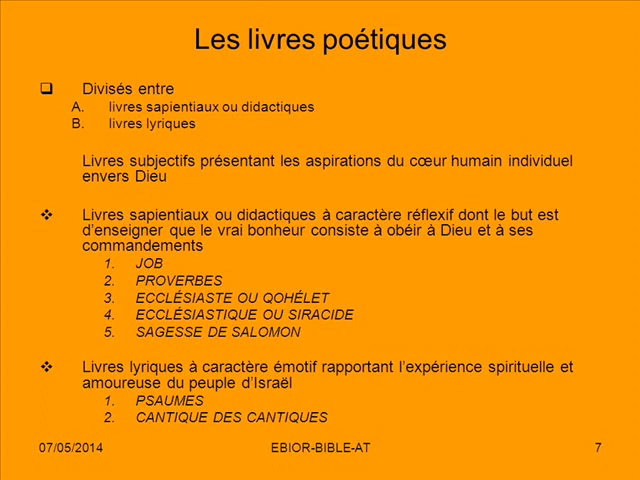 Les livres poétiques
Divisés entre
A. livres sapientiaux ou didactiques
B. livres lyriques
Livres subjectifs présentant les aspirations du cœur humain individuel
envers Dieu
Livres sapientiaux ou didactiques à caractère réflexif dont le but est
d’enseigner que le vrai bonheur consiste à obéir à Dieu et à ses
commandements
1. JOB
2. PROVERBES
3. ECCLÉSIASTE OU QOHÉLET
4. ECCLÉSIASTIQUE OU SIRACIDE
5. SAGESSE DE SALOMON
Livres lyriques à caractère émotif rapportant l’expérience spirituelle et
amoureuse du peuple d’Israël
1. PSAUMES
2. CANTIQUE DES CANTIQUES
07/05/2014 EBIOR-BIBLE-AT 7